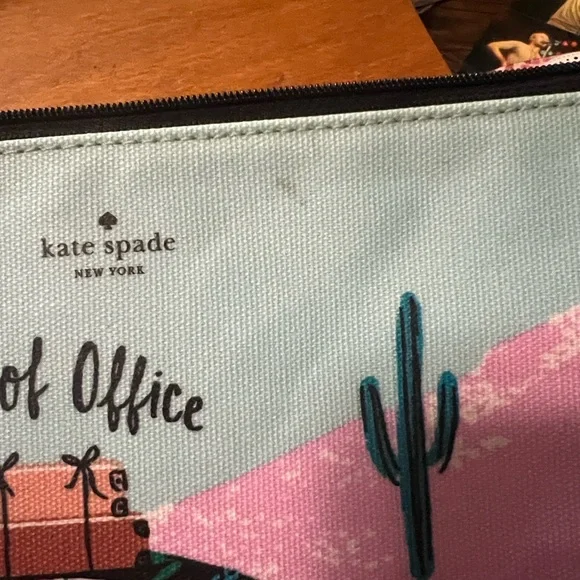 kate spade
NEW YORK
of Office